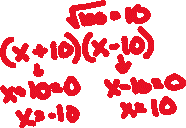 √100 = 10
(x+10)(x-10)
x+10=0 x-10=0
x=-10 x=10